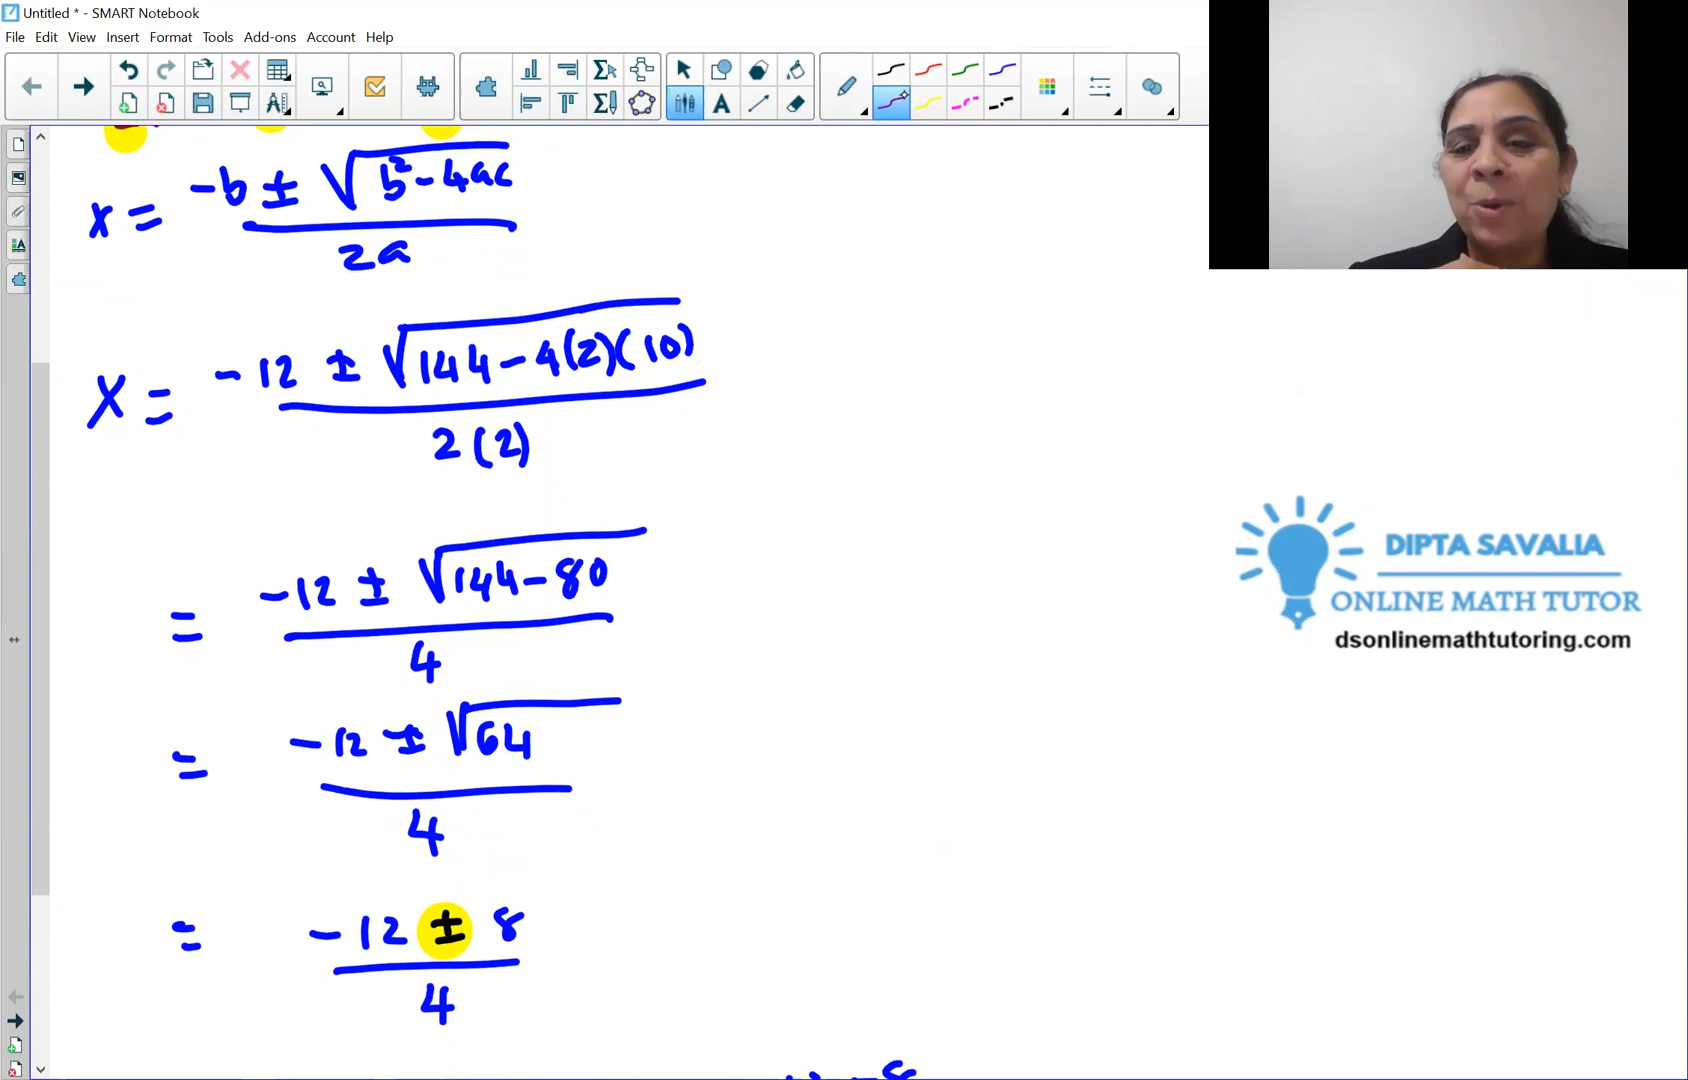 Untitled * - SMART Notebook
File Edit View Insert Format Tools Add-ons Account Help
x = -b ± √(b² - 4ac)
2a
X = -12 ± √(144 - 4(2)(10))
2(2)
= -12 ± √(144 - 80)
4
= -12 ± √64
4
= -12 ± 8
4
DIPTA SAVALIA
ONLINE MATH TUTOR
dsonlinemathtutoring.com